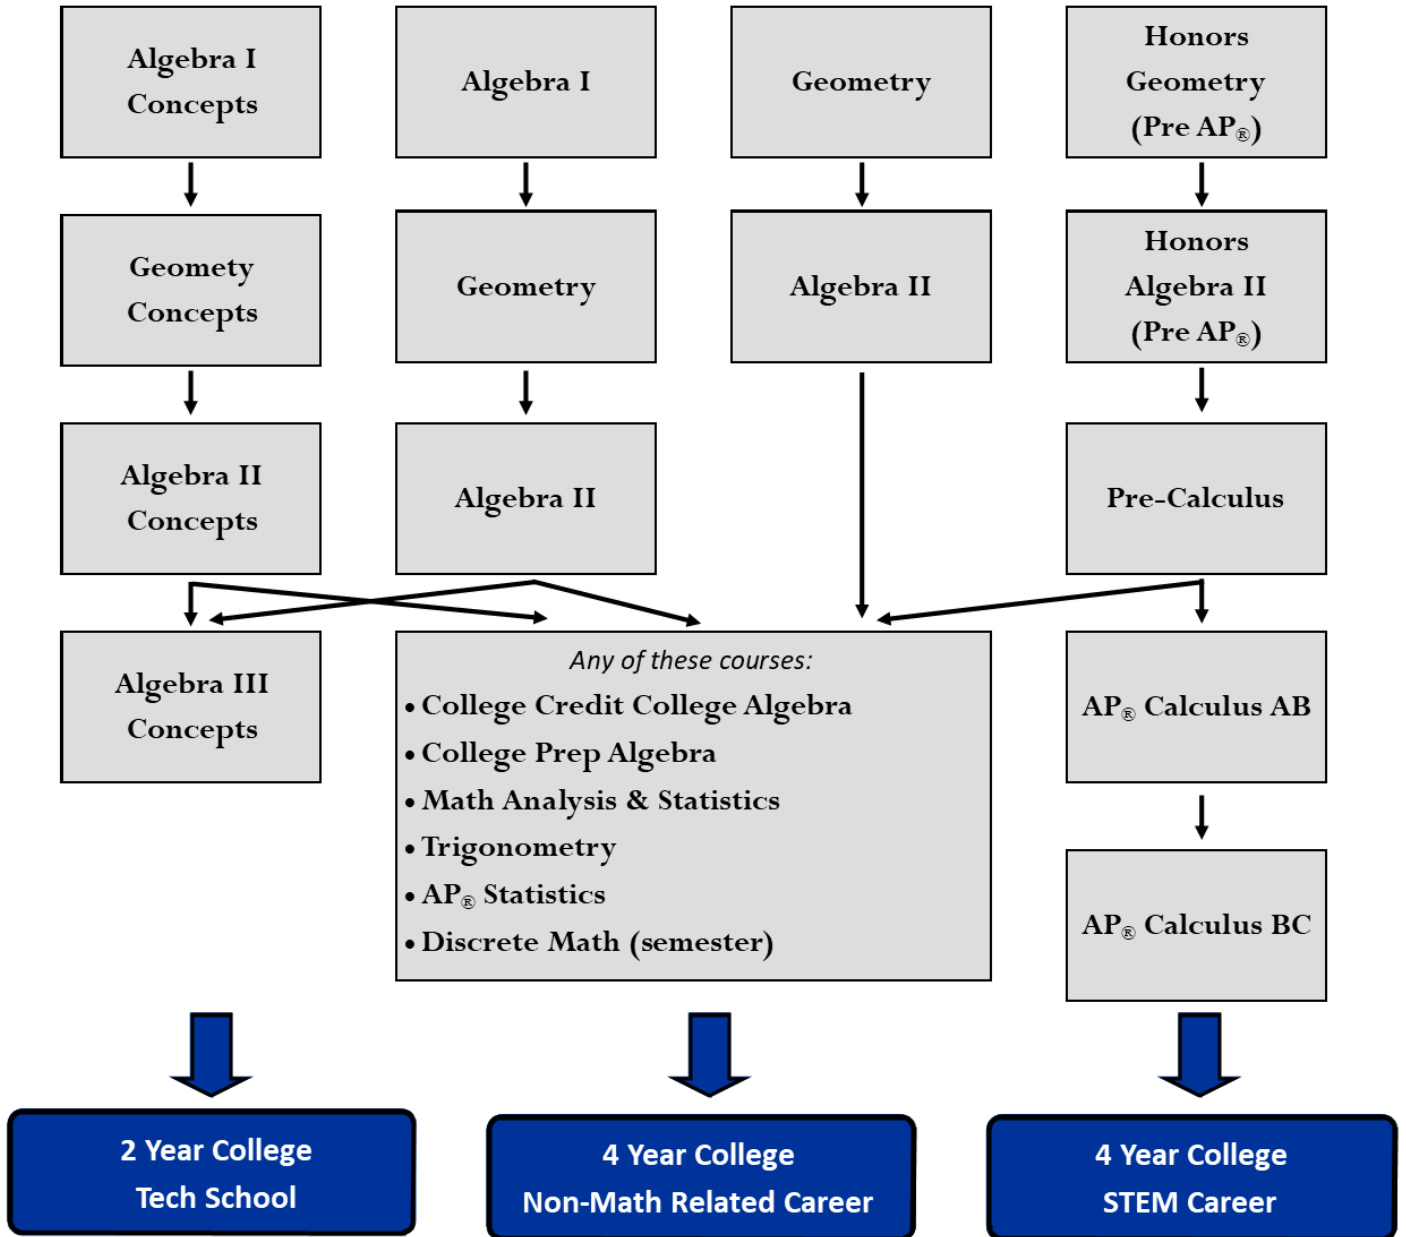 Algebra I
Concepts
Algebra I
Geometry
Honors
Geometry
(Pre AP®)
Geomety
Concepts
Geometry
Algebra II
Honors
Algebra II
(Pre AP®)
Algebra II
Concepts
Algebra II
Pre-Calculus
Algebra III
Concepts
Any of these courses:
• College Credit College Algebra
• College Prep Algebra
• Math Analysis & Statistics
• Trigonometry
• AP® Statistics
• Discrete Math (semester)
AP® Calculus AB
AP® Calculus BC
2 Year College
Tech School
4 Year College
Non-Math Related Career
4 Year College
STEM Career